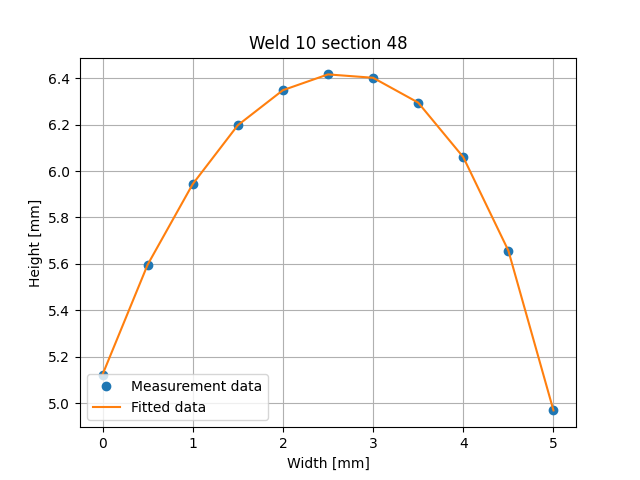 Weld 10 section 48
Height [mm]
6.4
6.2
6.0
5.8
5.6
5.4
5.2
5.0
Measurement data
Fitted data
0 1 2 3 4 5
Width [mm]